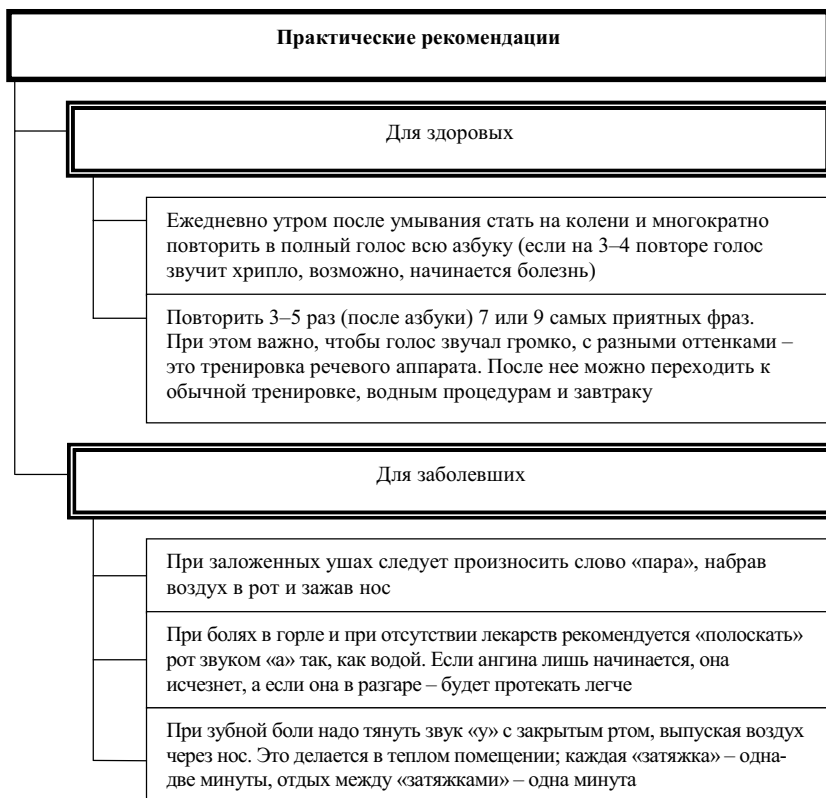 Практические рекомендации
Для здоровых
Ежедневно утром после умывания стать на колени и многократно
повторить в полный голос всю азбуку (если на 3–4 повторе голос
звучит хрипло, возможно, начинается болезнь)
Повторить 3–5 раз (после азбуки) 7 или 9 самых приятных фраз.
При этом важно, чтобы голос звучал громко, с разными оттенками –
это тренировка речевого аппарата. После нее можно переходить к
обычной тренировке, водным процедурам и завтраку
Для заболевших
При заложенных ушах следует произносить слово «пара», набрав
воздух в рот и зажав нос
При болях в горле и при отсутствии лекарств рекомендуется «полоскать»
рот звуком «а» так, как водой. Если ангина лишь начинается, она
исчезнет, а если она в разгаре – будет протекать легче
При зубной боли надо тянуть звук «у» с закрытым ртом, выпуская воздух
через нос. Это делается в теплом помещении; каждая «затяжка» – одна-
две минуты, отдых между «затяжками» – одна минута